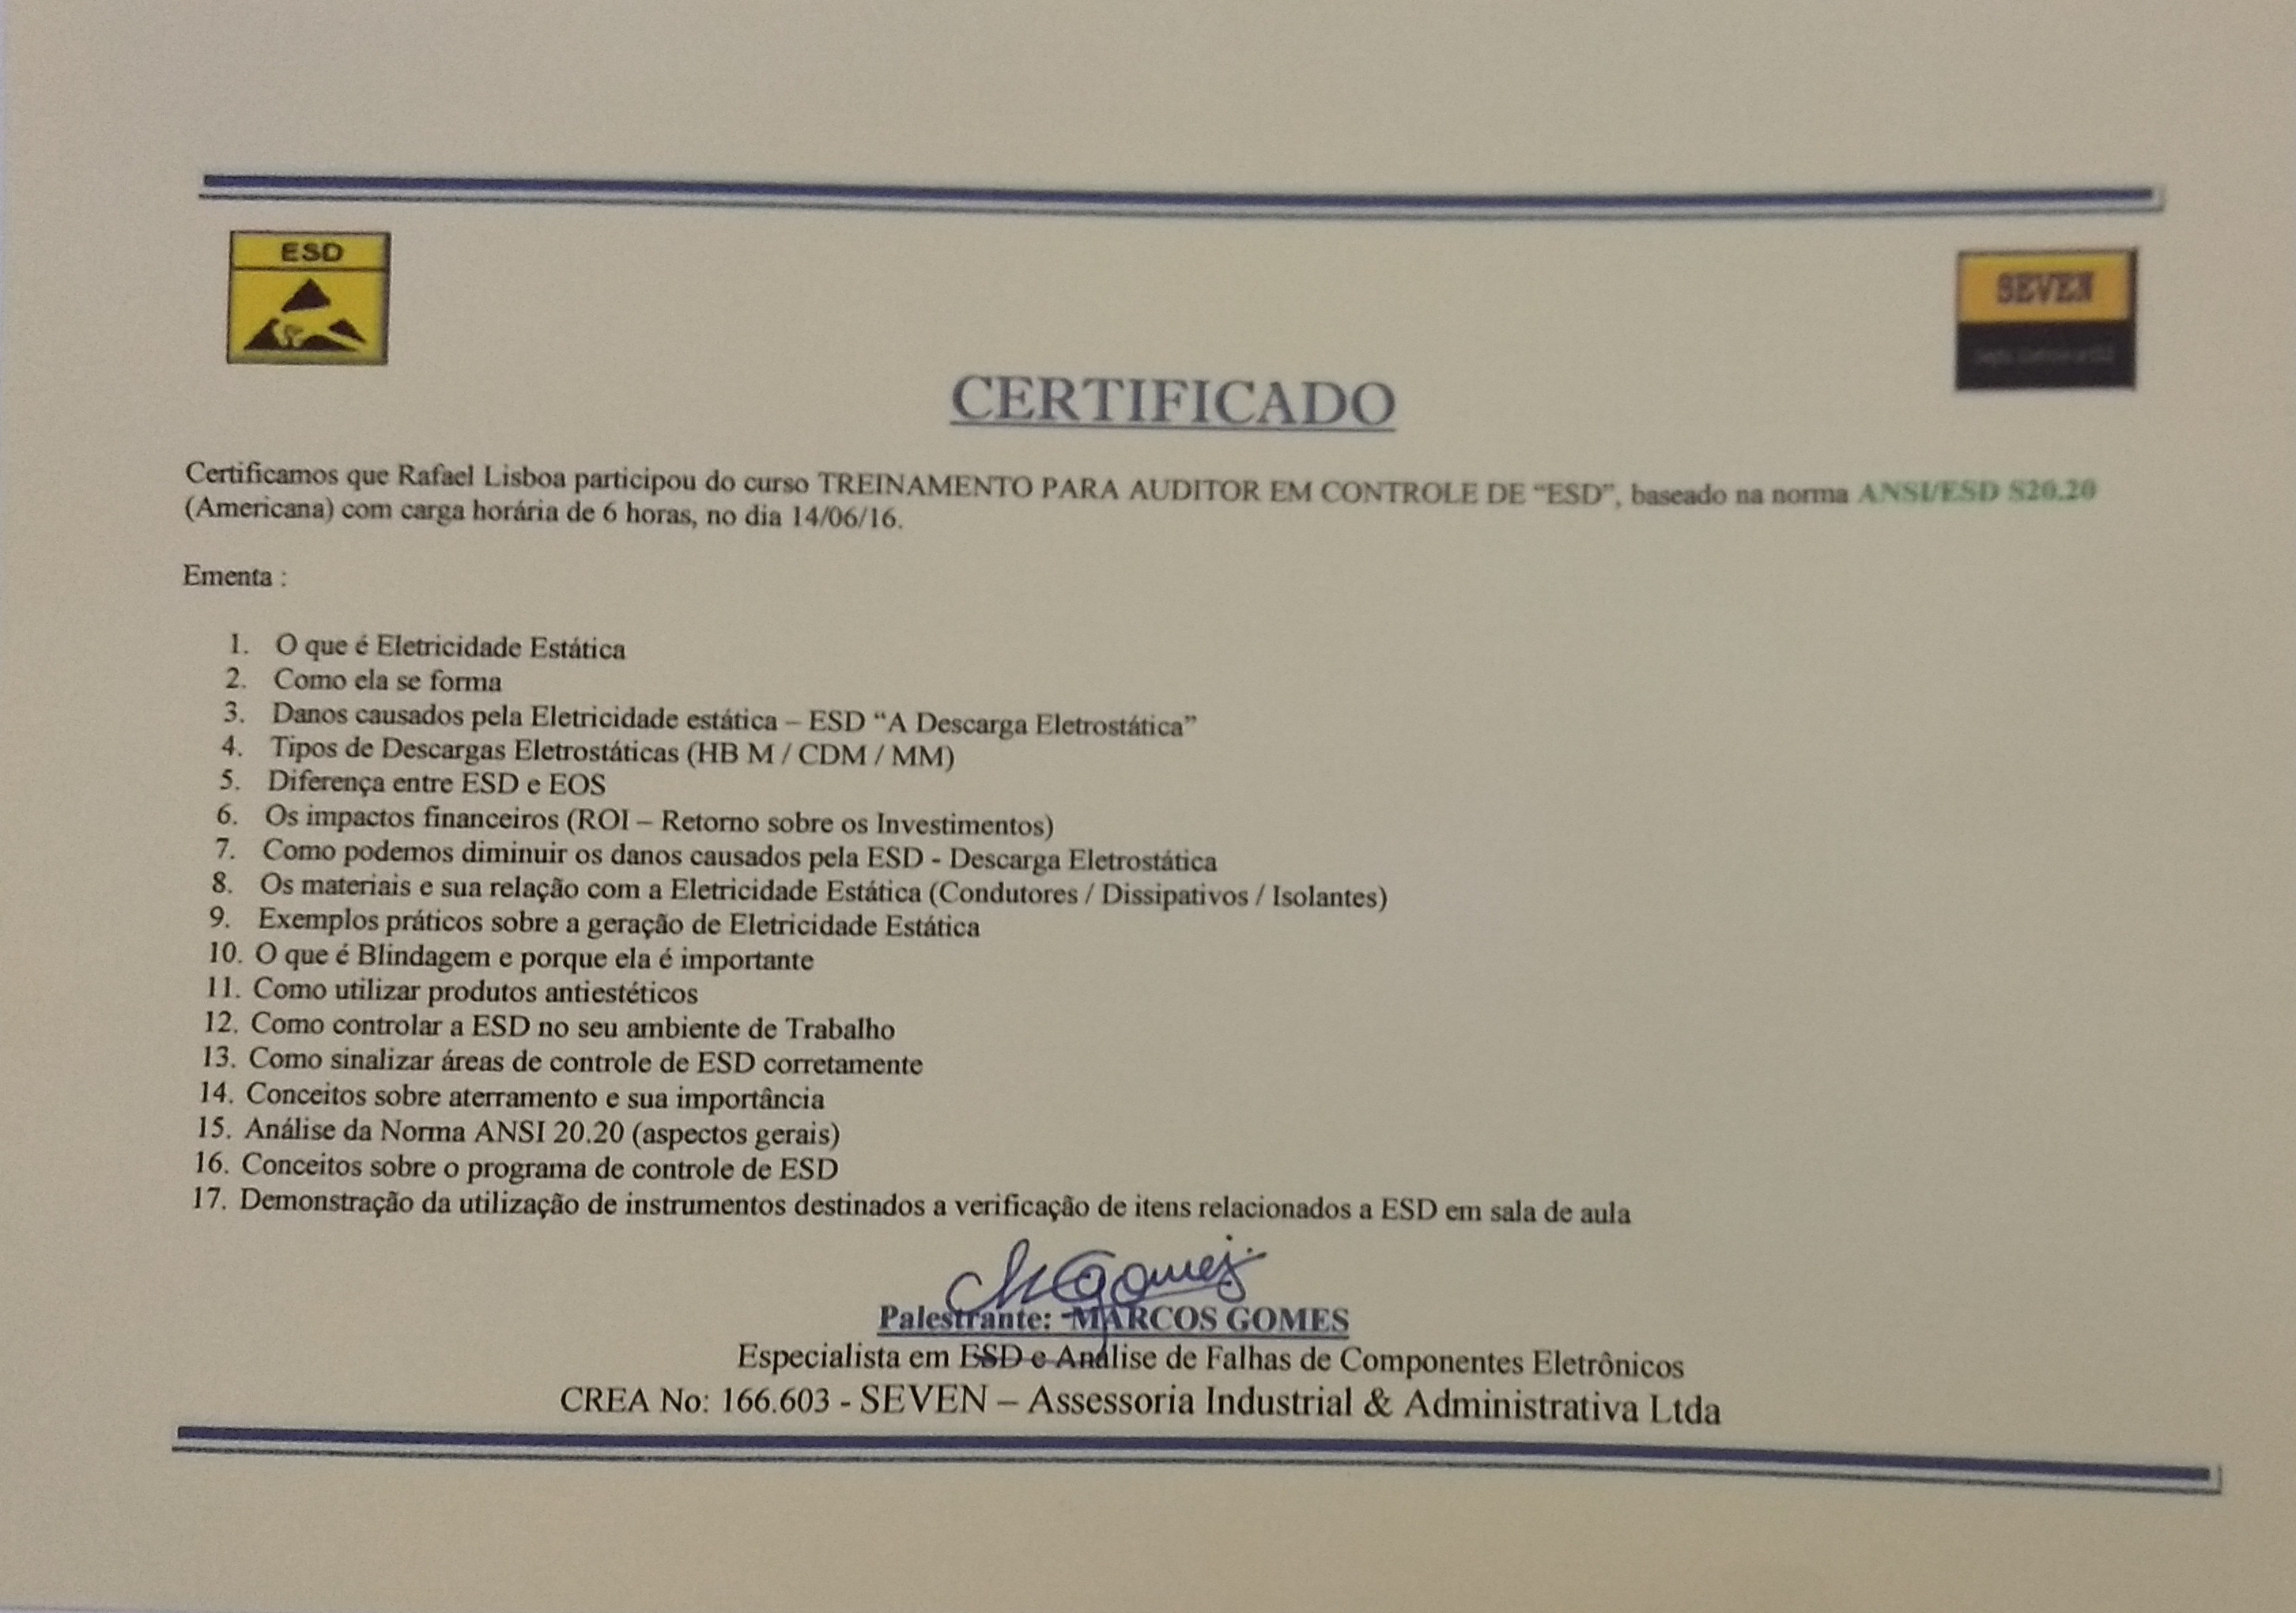 ESD
SEVEN
CERTIFICADO
Certificamos que Rafael Lisboa participou do curso TREINAMENTO PARA AUDITOR EM CONTROLE DE “ESD”, baseado na norma ANSI/ESD S20.20
(Americana) com carga horária de 6 horas, no dia 14/06/16.
Ementa :
1. O que é Eletricidade Estática
2. Como ela se forma
3. Danos causados pela Eletricidade estática – ESD “A Descarga Eletrostática”
4. Tipos de Descargas Eletrostáticas (HB M / CDM / MM)
5. Diferença entre ESD e EOS
6. Os impactos financeiros (ROI – Retorno sobre os Investimentos)
7. Como podemos diminuir os danos causados pela ESD - Descarga Eletrostática
8. Os materiais e sua relação com a Eletricidade Estática (Condutores / Dissipativos / Isolantes)
9. Exemplos práticos sobre a geração de Eletricidade Estática
10. O que é Blindagem e porque ela é importante
11. Como utilizar produtos antiestéticos
12. Como controlar a ESD no seu ambiente de Trabalho
13. Como sinalizar áreas de controle de ESD corretamente
14. Conceitos sobre aterramento e sua importância
15. Análise da Norma ANSI 20.20 (aspectos gerais)
16. Conceitos sobre o programa de controle de ESD
17. Demonstração da utilização de instrumentos destinados a verificação de itens relacionados a ESD em sala de aula
Palestrante: MARCOS GOMES
Especialista em ESD e Análise de Falhas de Componentes Eletrônicos
CREA No: 166.603 - SEVEN – Assessoria Industrial & Administrativa Ltda